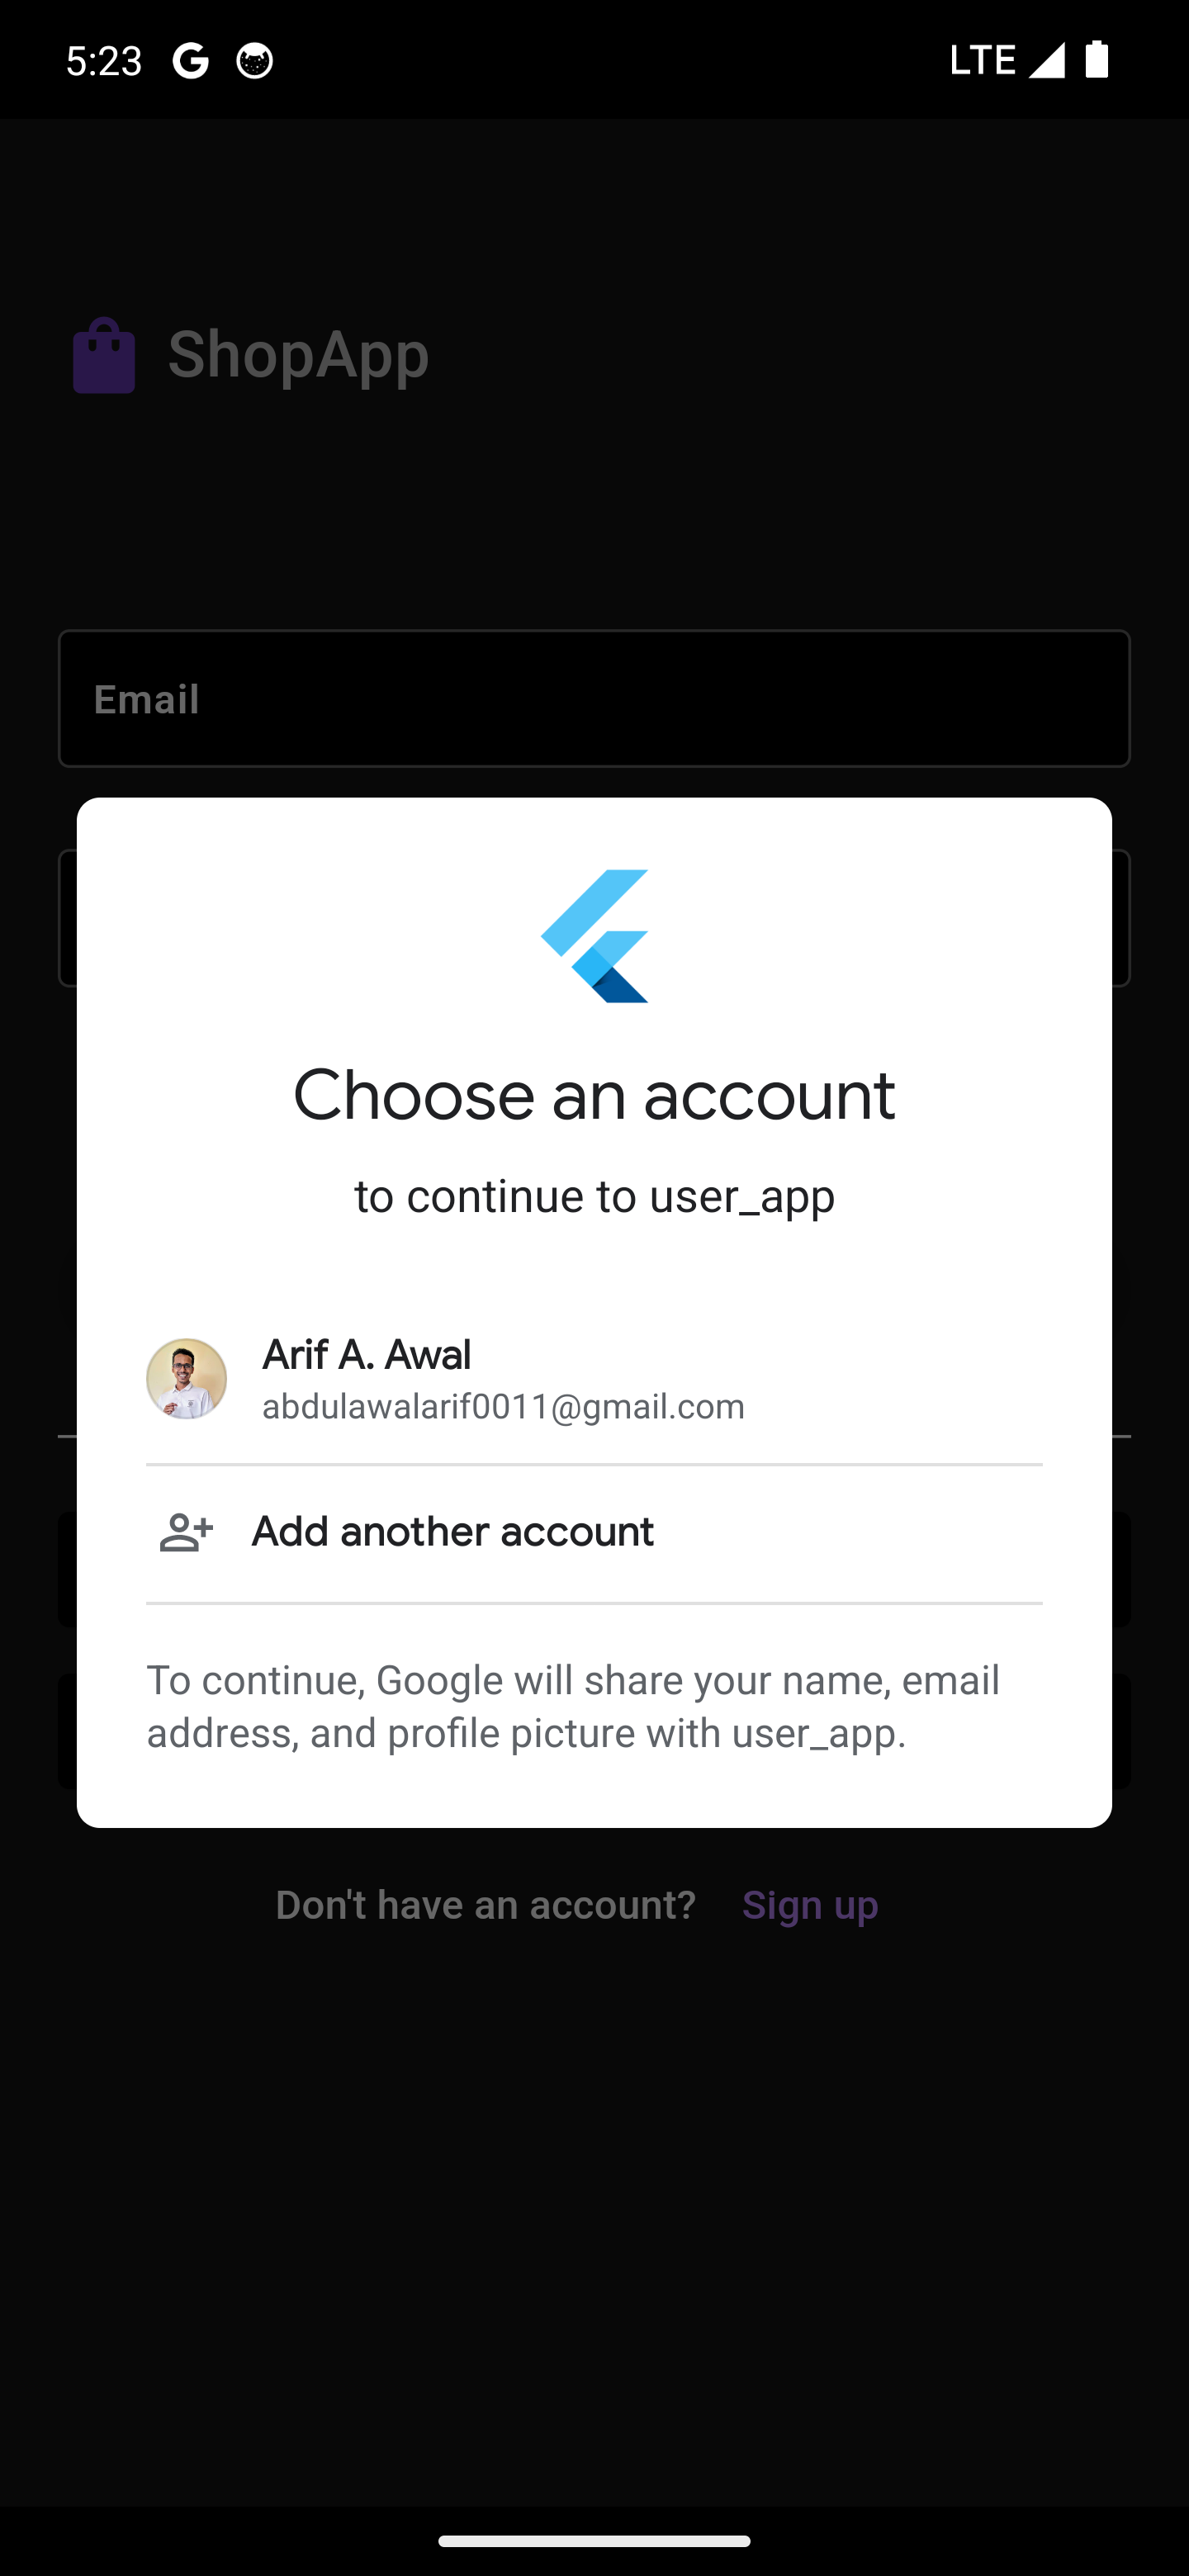 5:23
LTE
ShopApp
Email
Choose an account
to continue to user_app
Arif A. Awal
abdulawalarif0011@gmail.com
Add another account
To continue, Google will share your name, email
address, and profile picture with user_app.
Don't have an account? Sign up